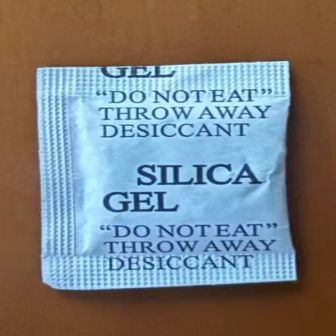 GEL
“DO NOT EAT”
THROW AWAY
DESICCANT
SILICA
GEL
“DO NOT EAT”
THROW AWAY
DESICCANT